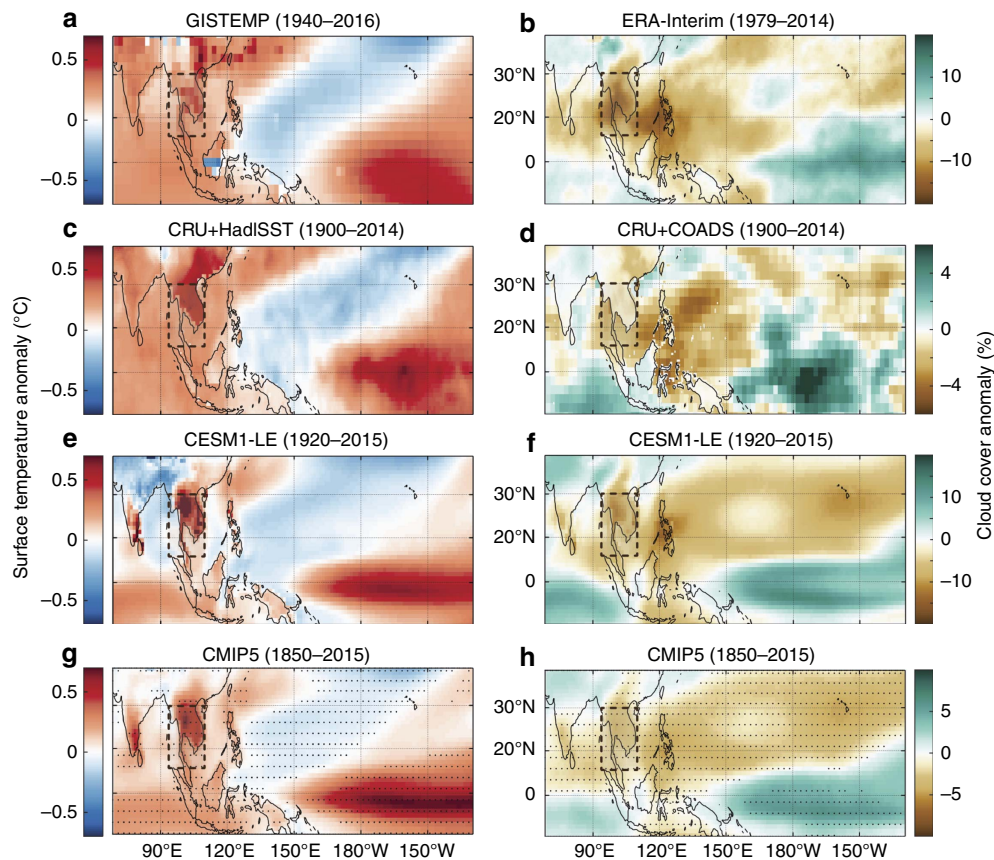 a GISTEMP (1940–2016)
b ERA-Interim (1979–2014)
0.5
0
−0.5
30°N
20°N
0
10
0
−10
c CRU+HadISST (1900–2014)
d CRU+COADS (1900–2014)
0.5
0
−0.5
30°N
20°N
0
4
0
−4
e CESM1-LE (1920–2015)
f CESM1-LE (1920–2015)
0.5
0
−0.5
30°N
20°N
0
10
0
−10
g CMIP5 (1850–2015)
h CMIP5 (1850–2015)
0.5
0
−0.5
30°N
20°N
0
5
0
−5
90°E 120°E 150°E 180°W 150°W
90°E 120°E 150°E 180°W 150°W
Surface temperature anomaly (°C)
Cloud cover anomaly (%)